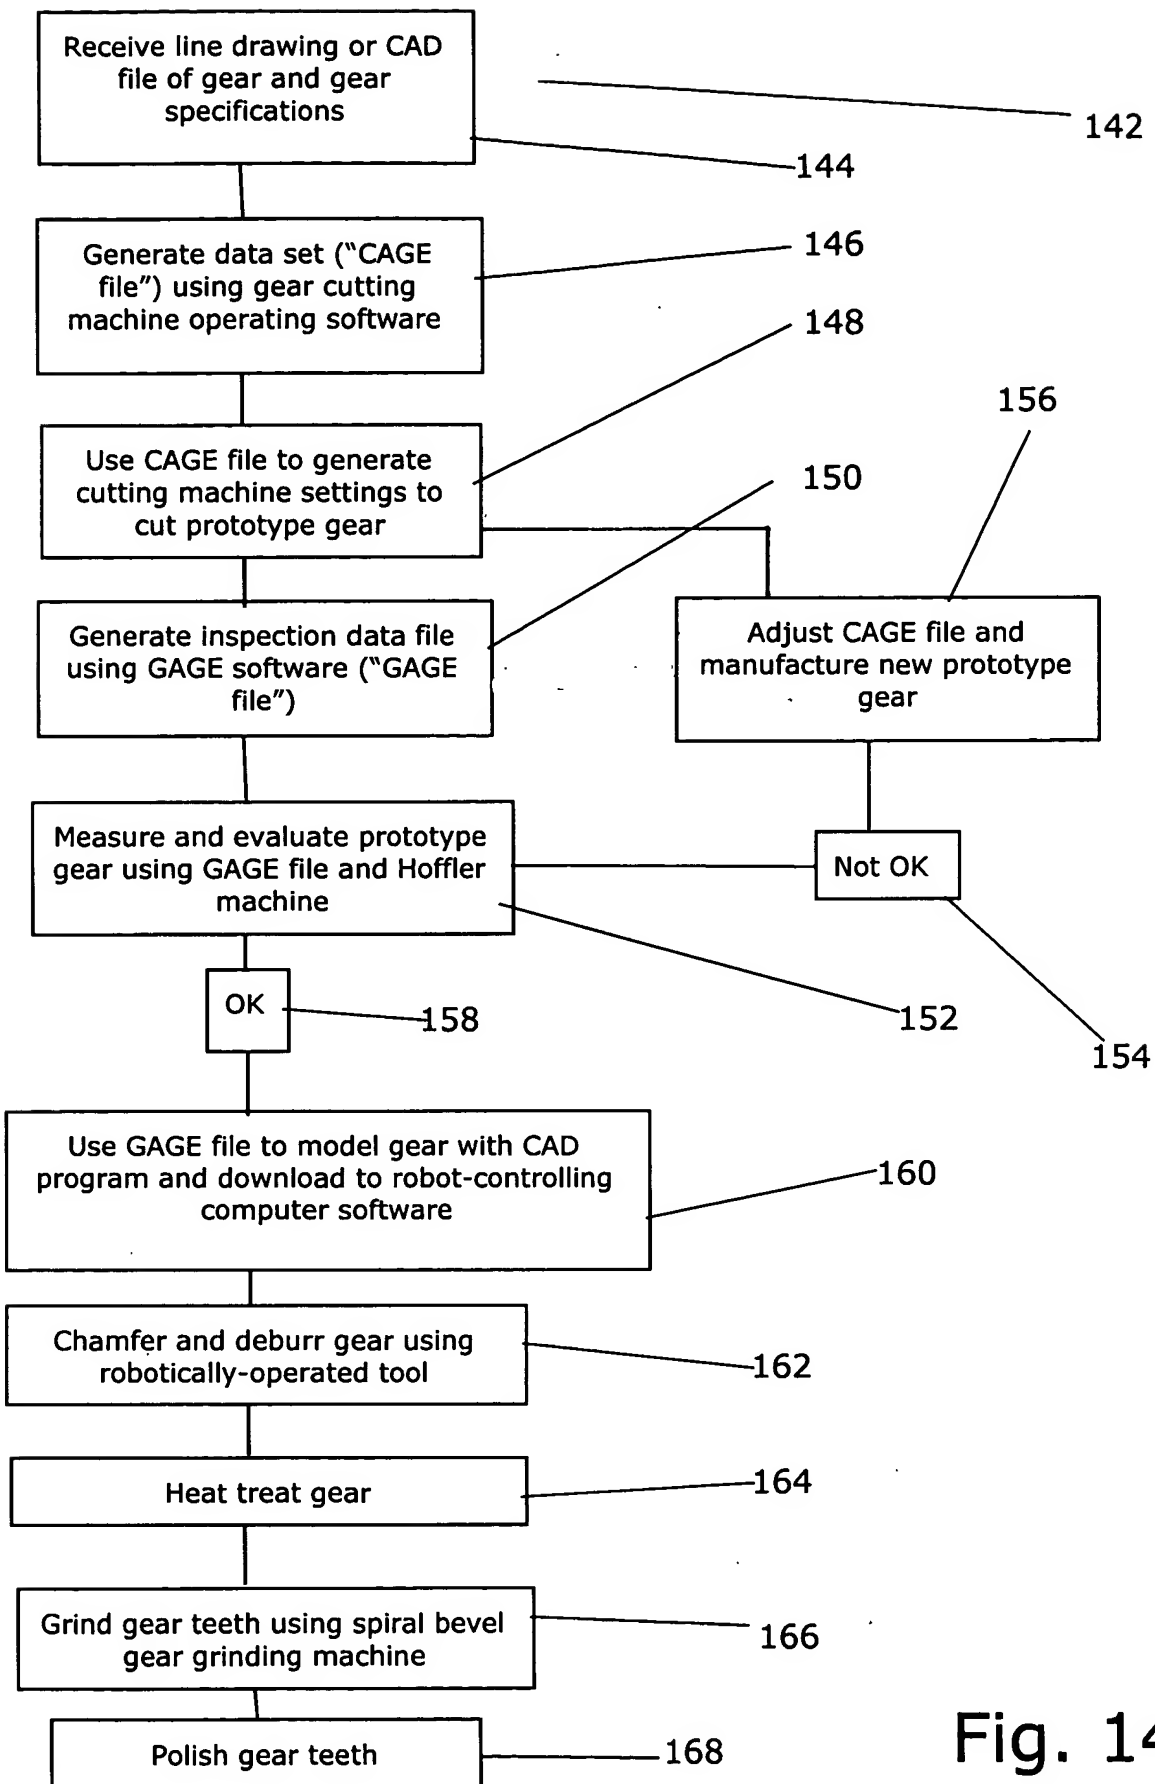 Receive line drawing or CAD
file of gear and gear
specifications
142
144
Generate data set ("CAGE
file") using gear cutting
machine operating software
146
148
Use CAGE file to generate
cutting machine settings to
cut prototype gear
156
150
Generate inspection data file
using GAGE software ("GAGE
file")
Adjust CAGE file and
manufacture new prototype
gear
Measure and evaluate prototype
gear using GAGE file and Hoffler
machine
Not OK
OK
158
152
154
Use GAGE file to model gear with CAD
program and download to robot-controlling
computer software
160
Chamfer and deburr gear using
robotically-operated tool
162
Heat treat gear
164
Grind gear teeth using spiral bevel
gear grinding machine
166
Polish gear teeth
168
Fig. 14